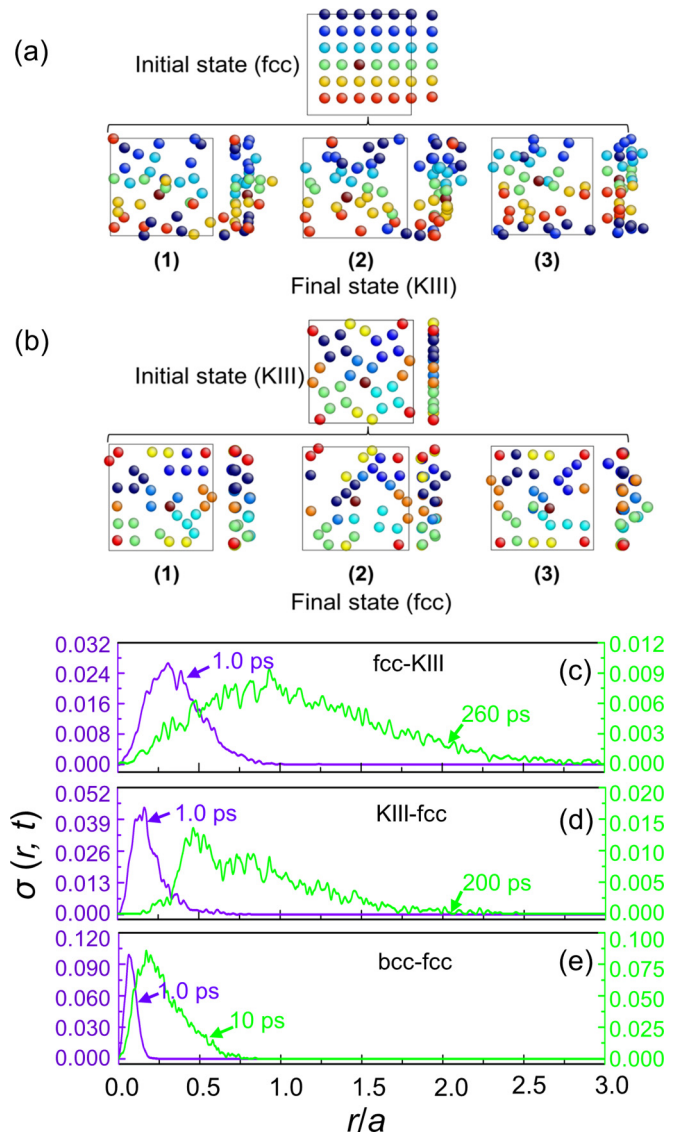 (a)
Initial state (fcc)
(1) (2) (3)
Final state (KIII)
(b)
Initial state (KIII)
(1) (2) (3)
Final state (fcc)
0.032
0.024
0.016
0.008
0.000
fcc-KIII
(c)
1.0 ps
260 ps
0.012
0.009
0.006
0.003
0.000
0.052
0.039
0.026
0.013
0.000
KIII-fcc
(d)
1.0 ps
200 ps
0.020
0.015
0.010
0.005
0.000
0.120
0.090
0.060
0.030
0.000
bcc-fcc
(e)
1.0 ps
10 ps
0.100
0.075
0.050
0.025
0.000
σ (r, t)
0.0 0.5 1.0 1.5 2.0 2.5 3.0
r/a